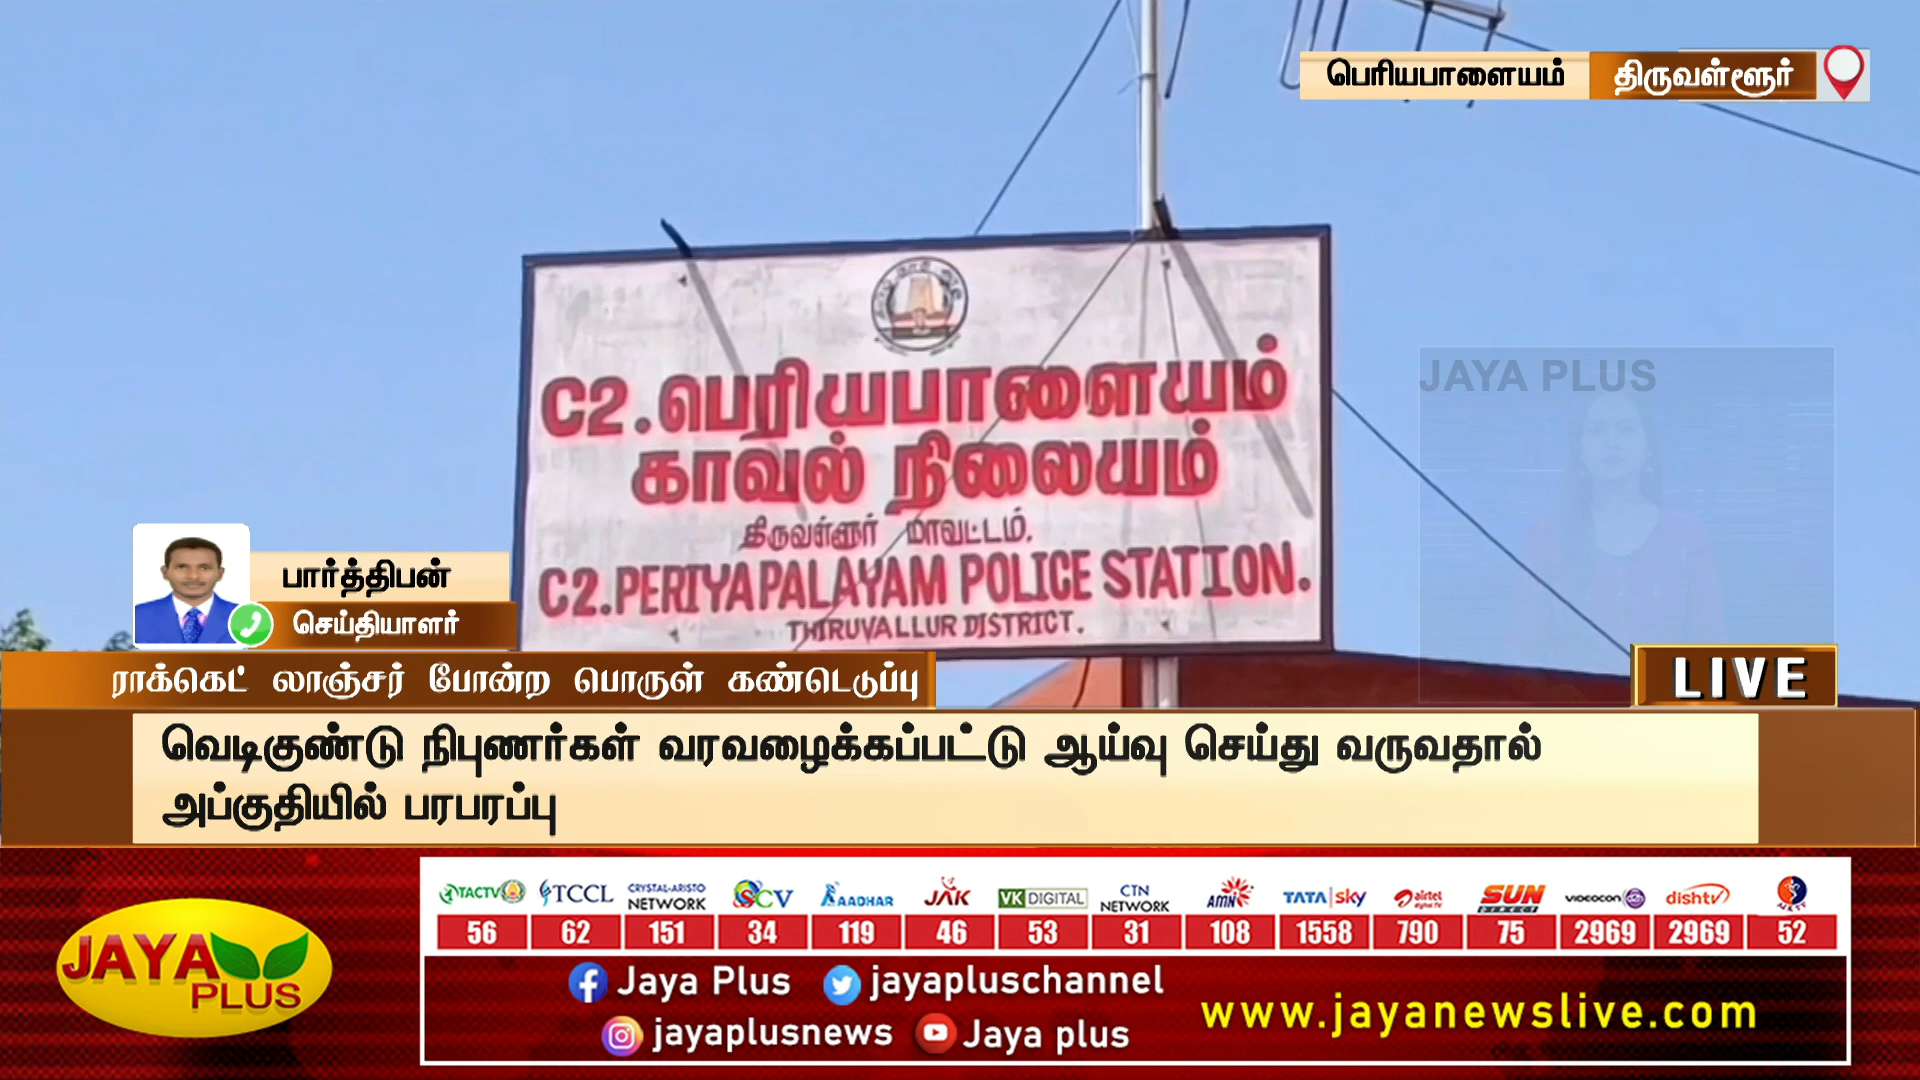 பெரியபாளையம் திருவள்ளூர்
C2.பெரியபாளையம்
காவல் நிலையம்
திருவள்ளூர் மாவட்டம்.
C2.PERIYAPALAYAM POLICE STATION.
THIRUVALLUR DISTRICT.
JAYA PLUS
பார்த்திபன்
செய்தியாளர்
ராக்கெட் லாஞ்சர் போன்ற பொருள் கண்டெடுப்பு
LIVE
வெடிகுண்டு நிபுணர்கள் வரவழைக்கப்பட்டு ஆய்வு செய்து வருவதால்
அப்குதியில் பரபரப்பு
TACTV TCCL CRYSTAL-ARISTO NETWORK SCV AADHAR JAK VK DIGITAL CTN NETWORK AMN TATA sky airtel digital TV SUN DIRECT VIDEOCON dishtv NETT
56 62 151 34 119 46 53 31 108 1558 790 75 2969 2969 52
JAYA PLUS
Jaya Plus jayapluschannel
jayaplusnews Jaya plus
www.jayanewslive.com